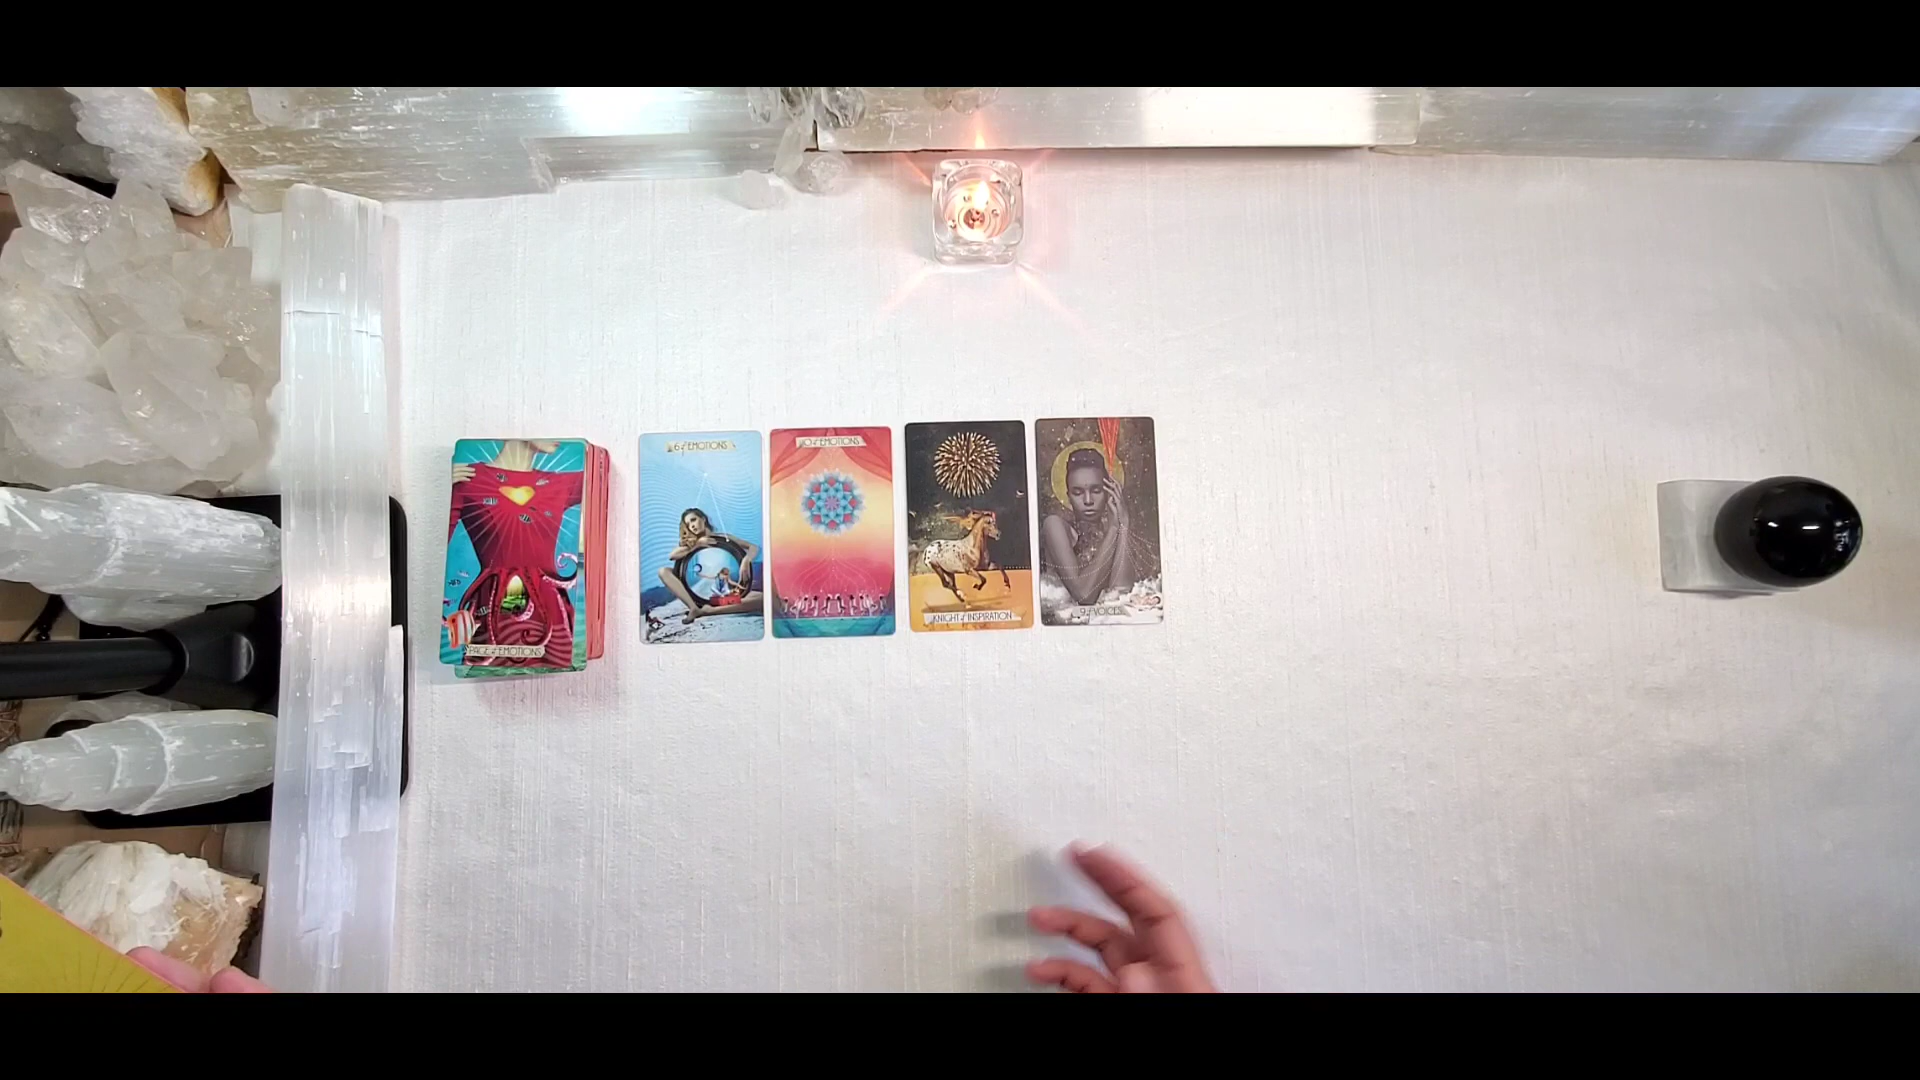 PAGE of EMOTIONS
6 of EMOTIONS
10 of EMOTIONS
KNIGHT of INSPIRATION
9 of VOICES